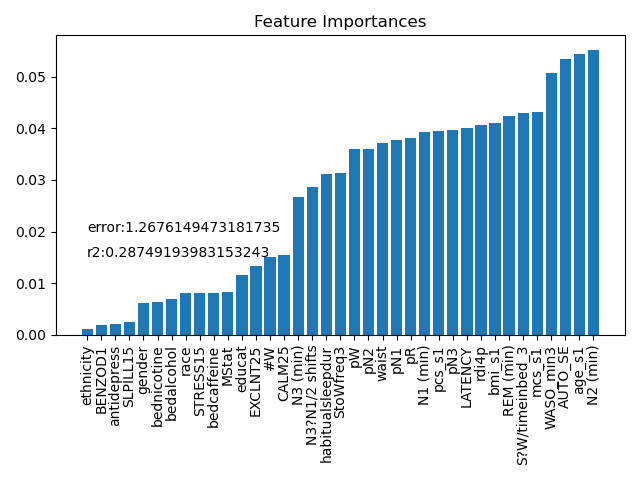 Feature Importances
0.05
0.04
0.03
0.02
0.01
0.00
error:1.2676149473181735
r2:0.28749193983153243
ethnicity
BENZOD1
antidepress
SLPILL15
gender
bednicotine
bedalcohol
race
STRESS15
bedcaffeine
MStat
educat
EXCLNT25
#W
CALM25
N3 (min)
N3?N1/2 shifts
habitualsleepdur
StoWfreq3
pW
pN2
waist
pN1
pR
N1 (min)
pcs_s1
pN3
LATENCY
rdi4p
bmi_s1
REM (min)
S?W/timeinbed_3
mcs_s1
WASO_min3
AUTO_SE
age_s1
N2 (min)